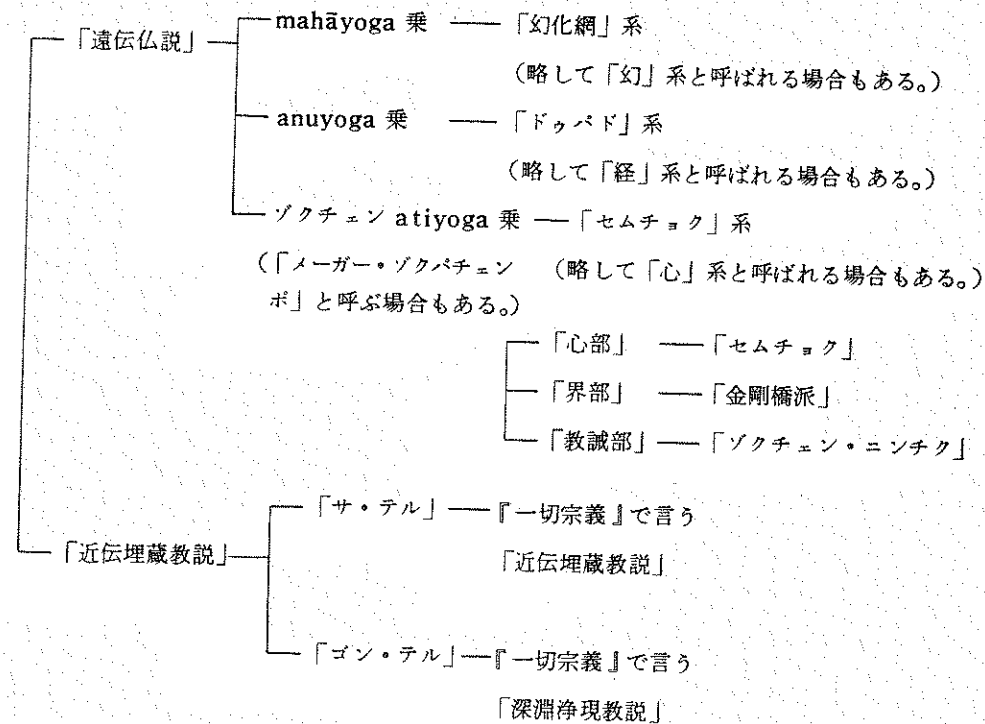 「遠伝仏説」
mahāyoga 乗 「幻化網」系
(略して「幻」系と呼ばれる場合もある。)
anuyoga 乗 「ドゥパド」系
(略して「経」系と呼ばれる場合もある。)
ゾクチェン atiyoga 乗 「セムチョク」系
(「メーガー・ゾクパチェン (略して「心」系と呼ばれる場合もある。)
ポ」と呼ぶ場合もある。)
「心部」 「セムチョク」
「界部」 「金剛橋派」
「教誡部」 「ゾクチェン・ニンチク」
「サ・テル」 『一切宗義』で言う
「近伝埋蔵教説」
「近伝埋蔵教説」
「ゴン・テル」 『一切宗義』で言う
「深淵浄現教説」